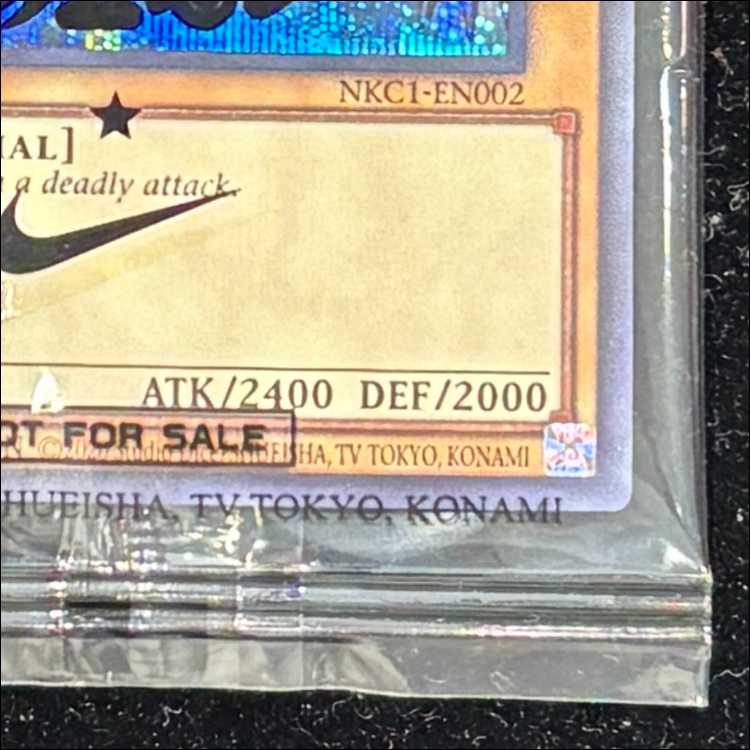 NKC1-EN002
IAL]
a deadly attack.
ATK/2400 DEF/2000
OT FOR SALE
HA, TV TOKYO, KONAMI
HUEISHA, TV TOKYO, KONAMI